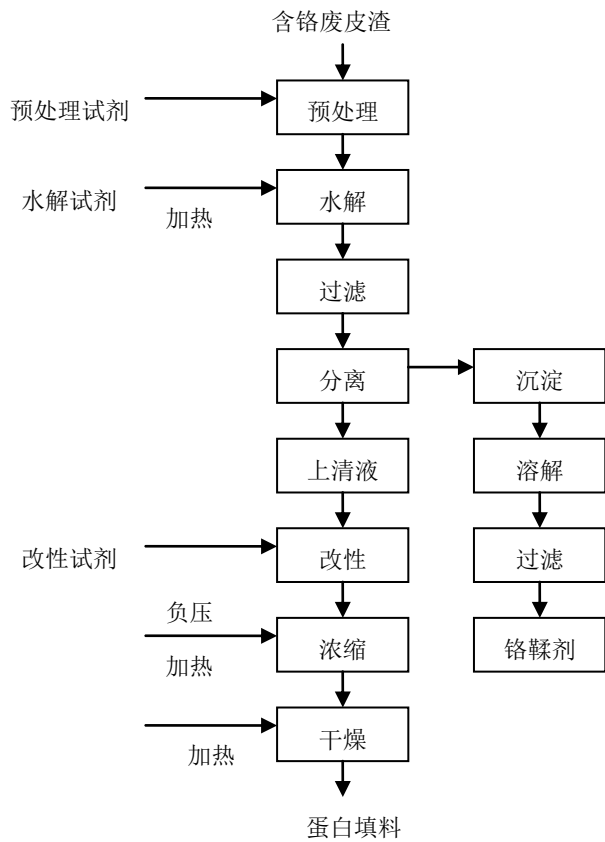 含铬废皮渣
预处理试剂
预处理
水解试剂
加热
水解
过滤
分离
沉淀
上清液
溶解
改性试剂
改性
过滤
负压
加热
浓缩
铬鞣剂
加热
干燥
蛋白填料